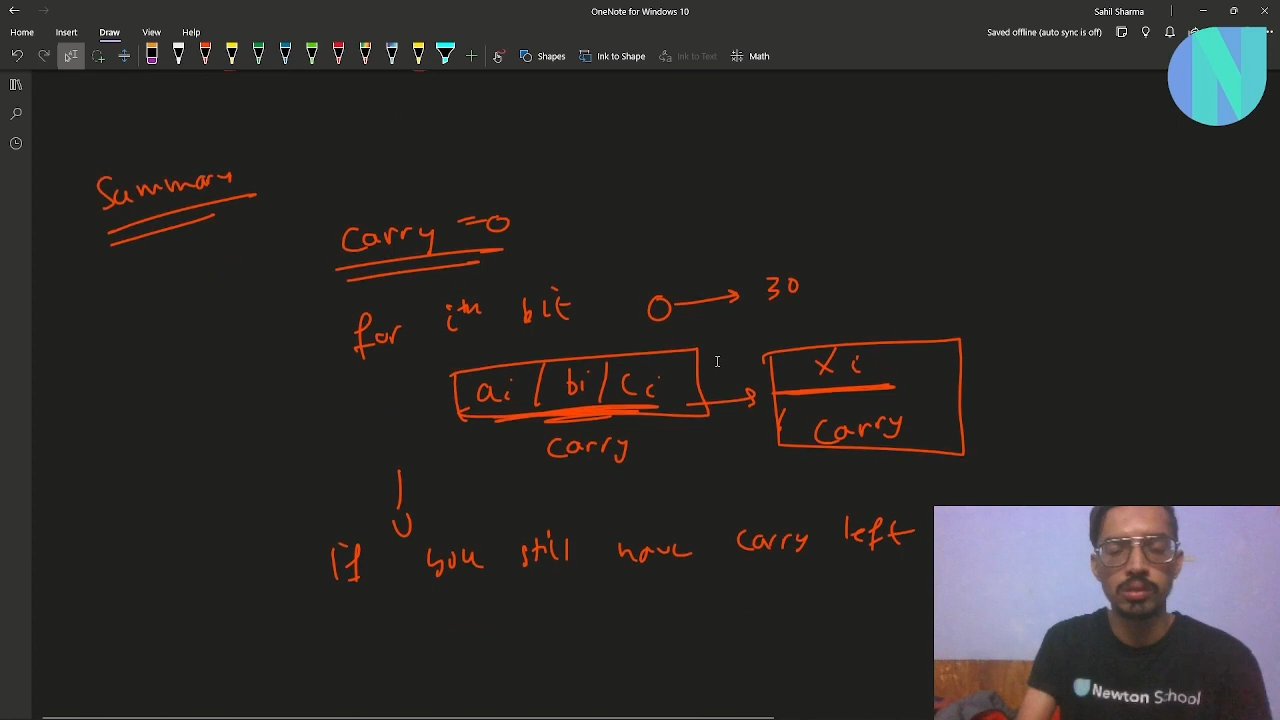 OneNote for Windows 10
Sahil Sharma
Home Insert Draw View Help
Saved offline (auto sync is off)
Shapes Ink to Shape Ink to Text Math
N
Summary
Carry = 0
for ith bit 0 → 30
ai / bi / ci → xi
carry
carry
if you still have carry left
Newton School